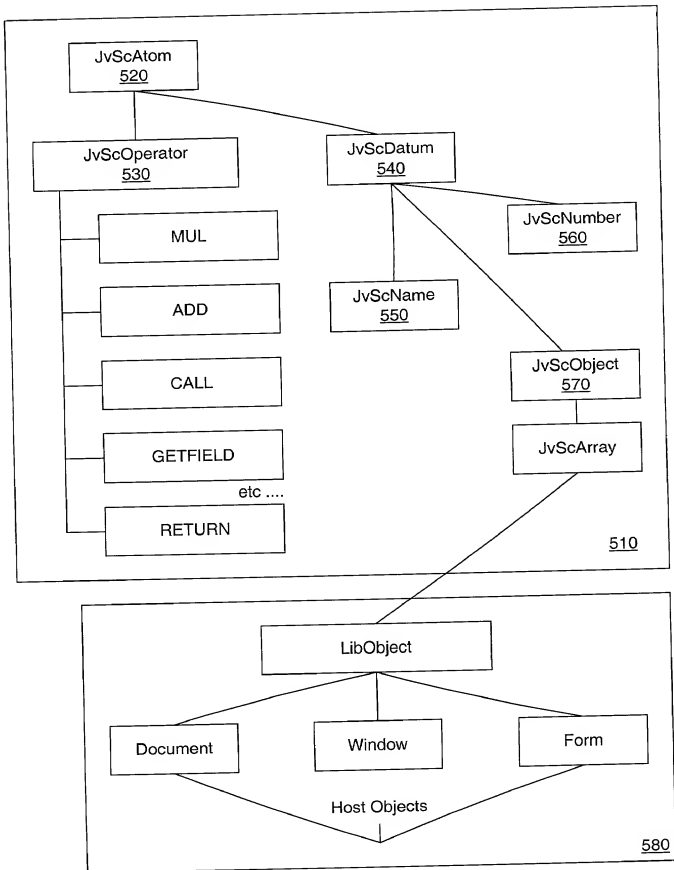 JvScAtom
520
JvScOperator
530
JvScDatum
540
JvScNumber
560
MUL
JvScName
550
ADD
JvScObject
570
CALL
JvScArray
GETFIELD
etc ....
RETURN
510
LibObject
Document
Window
Form
Host Objects
580